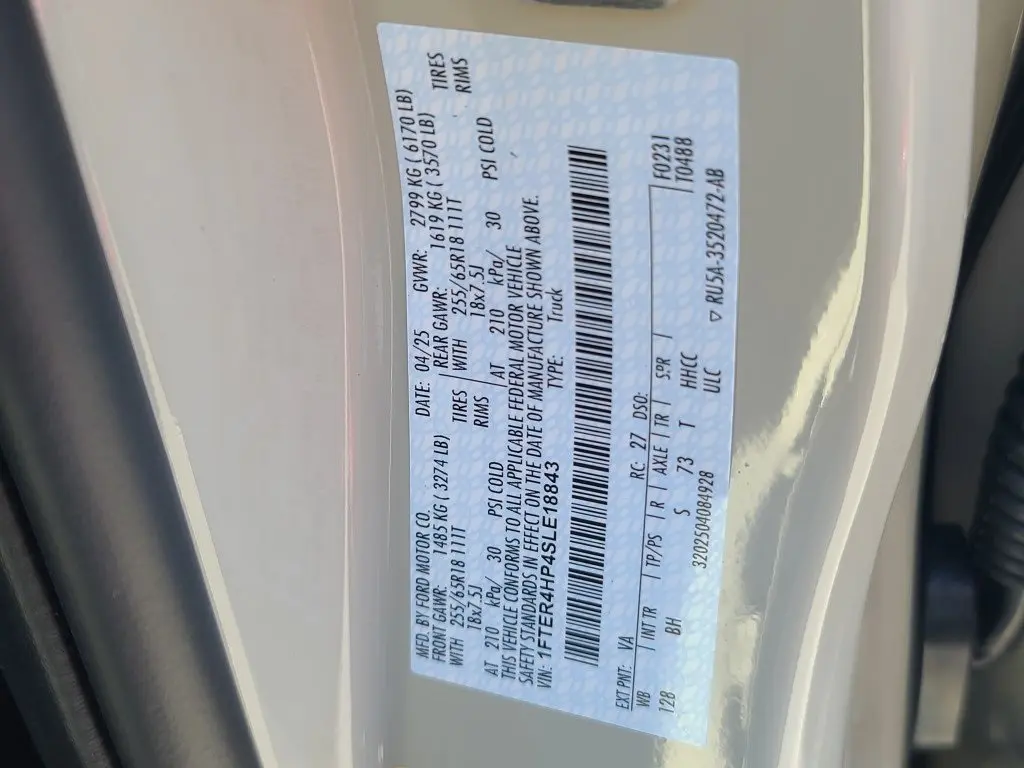 MFD. BY FORD MOTOR CO.
DATE: 04/25 GVWR: 2799 KG ( 6170 LB)
FRONT GAWR: 1485 KG ( 3274 LB) REAR GAWR: 1619 KG ( 3570 LB)
WITH 255/65R18 111T TIRES WITH 255/65R18 111T TIRES
18x7.5J RIMS 18x7.5J RIMS
AT 210 kPa/ 30 PSI COLD AT 210 kPa/ 30 PSI COLD
THIS VEHICLE CONFORMS TO ALL APPLICABLE FEDERAL MOTOR VEHICLE
SAFETY STANDARDS IN EFFECT ON THE DATE OF MANUFACTURE SHOWN ABOVE.
VIN: 1FTER4HP4SLE18843 TYPE: Truck
EXT PNT: VA RC: 27 DSO: F0231
WB INT TR TP/PS R AXLE TR SPR T0488
128 BH S 73 T HHCC
ULC
3202504084928 ▽ RU5A-3520472-AB